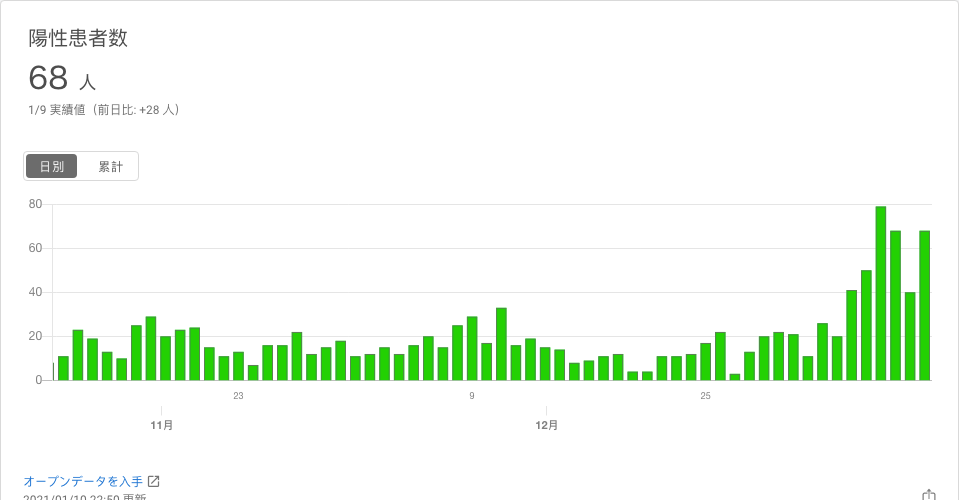 陽性患者数
68 人
1/9 実績値（前日比: +28 人）
日別 累計
80
60
40
20
0
23 9 25
11月 12月
オープンデータを入手
2021/01/10 22:50 更新